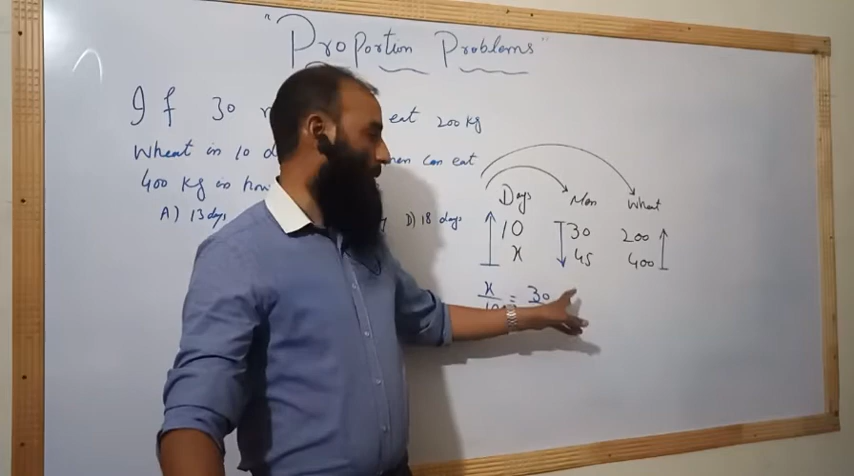 "Proportion Problems"
If 30 eat 200 kg
Wheat in 10 men can eat
400 kg in how
A) 13 days D) 18 days
Days Men Wheat
10 30 200
x 45 400
x/10 = 30